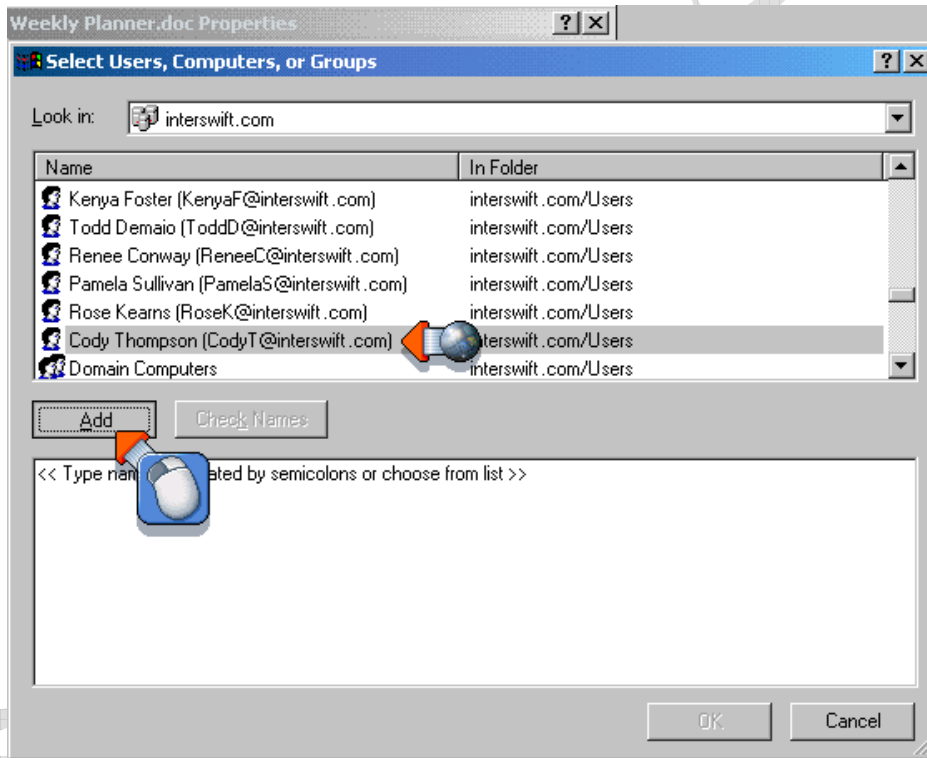 Weekly Planner.doc Properties
Select Users, Computers, or Groups
Look in: interswift.com
Name In Folder
Kenya Foster (KenyaF@interswift.com) interswift.com/Users
Todd Demaio (ToddD@interswift.com) interswift.com/Users
Renee Conway (ReneeC@interswift.com) interswift.com/Users
Pamela Sullivan (PamelaS@interswift.com) interswift.com/Users
Rose Kearns (RoseK@interswift.com) interswift.com/Users
Cody Thompson (CodyT@interswift.com) interswift.com/Users
Domain Computers interswift.com/Users
Add Check Names
<< Type by semicolons or choose from list >>
OK Cancel